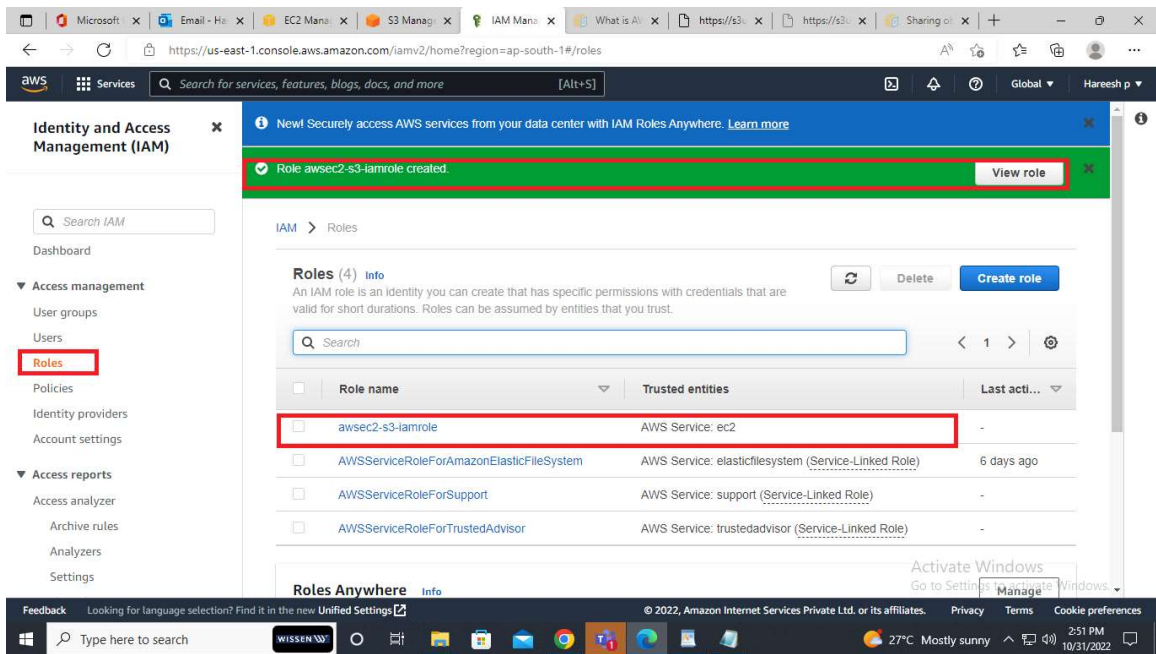 Microsoft
Email - Ha
EC2 Mana
S3 Manag
IAM Mana
What is A
https://s3
https://s3
Sharing o
https://us-east-1.console.aws.amazon.com/iamv2/home?region=ap-south-1#/roles
aws
Services
Search for services, features, blogs, docs, and more
[Alt+S]
Global
Hareesh p
Identity and Access
Management (IAM)
New! Securely access AWS services from your data center with IAM Roles Anywhere. Learn more
Role awsec2-s3-iamrole created.
View role
Search IAM
Dashboard
Access management
User groups
Users
Roles
Policies
Identity providers
Account settings
Access reports
Access analyzer
Archive rules
Analyzers
Settings
IAM > Roles
Roles (4) Info
An IAM role is an identity you can create that has specific permissions with credentials that are
valid for short durations. Roles can be assumed by entities that you trust.
Delete
Create role
Search
1
Role name
Trusted entities
Last acti...
awsec2-s3-iamrole
AWS Service: ec2
-
AWSServiceRoleForAmazonElasticFileSystem
AWS Service: elasticfilesystem (Service-Linked Role)
6 days ago
AWSServiceRoleForSupport
AWS Service: support (Service-Linked Role)
-
AWSServiceRoleForTrustedAdvisor
AWS Service: trustedadvisor (Service-Linked Role)
-
Roles Anywhere Info
Manage
Activate Windows
Go to Settings to activate Windows.
Feedback
Looking for language selection? Find it in the new Unified Settings
© 2022, Amazon Internet Services Private Ltd. or its affiliates.
Privacy
Terms
Cookie preferences
Type here to search
WISSEN
27°C Mostly sunny
2:51 PM
10/31/2022